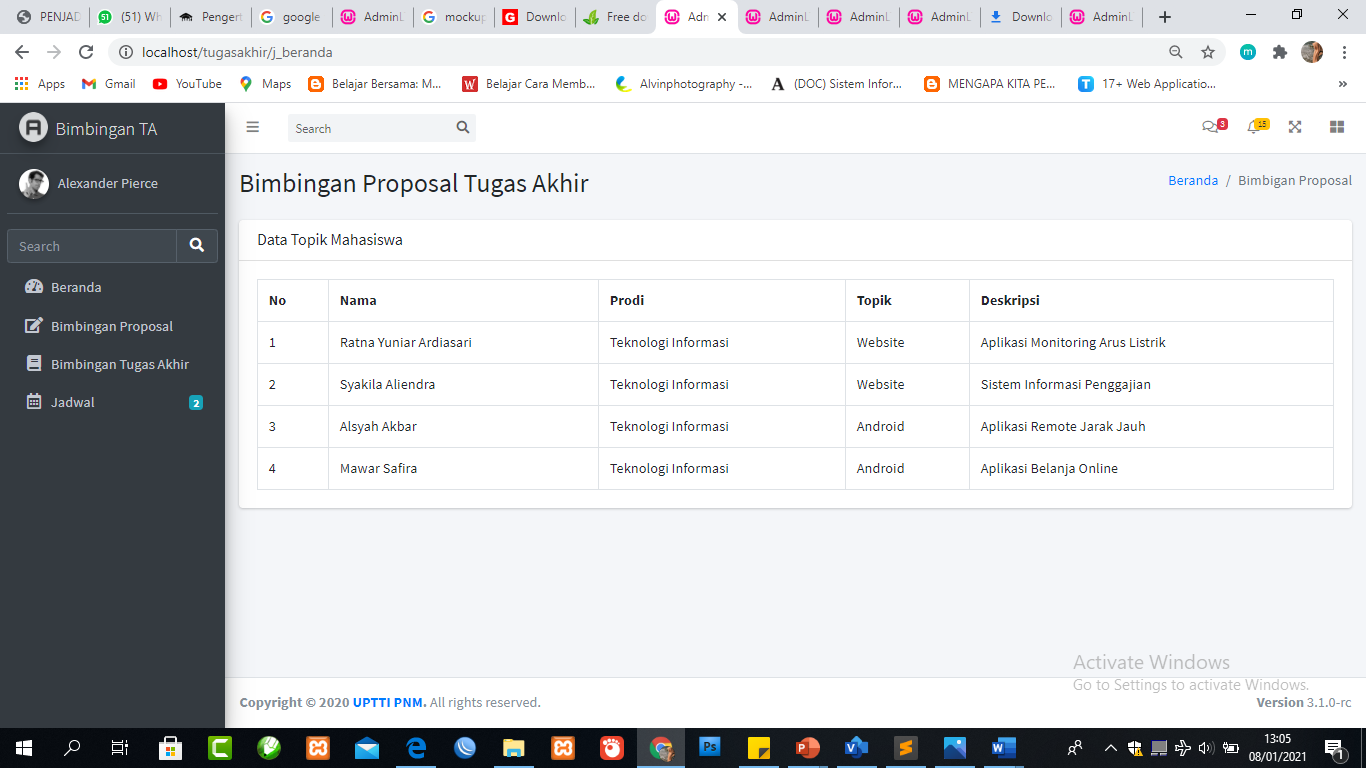 PENJAD
(51) Wh
Pengert
google
AdminL
mockup
Downlo
Free do
Adn
AdminL
AdminL
AdminL
Downlo
AdminL
localhost/tugasakhir/j_beranda
Apps
Gmail
YouTube
Maps
Belajar Bersama: M...
Belajar Cara Memb...
Alvinphotography -...
(DOC) Sistem Infor...
MENGAPA KITA PE...
17+ Web Applicatio...
Bimbingan TA
Search
3
15
Alexander Pierce
Bimbingan Proposal Tugas Akhir
Beranda / Bimbigan Proposal
Search
Beranda
Bimbingan Proposal
Bimbingan Tugas Akhir
Jadwal 2
Data Topik Mahasiswa
No Nama Prodi Topik Deskripsi
1 Ratna Yuniar Ardiasari Teknologi Informasi Website Aplikasi Monitoring Arus Listrik
2 Syakila Aliendra Teknologi Informasi Website Sistem Informasi Penggajian
3 Alsyah Akbar Teknologi Informasi Android Aplikasi Remote Jarak Jauh
4 Mawar Safira Teknologi Informasi Android Aplikasi Belanja Online
Activate Windows
Go to Settings to activate Windows.
Copyright © 2020 UPTTI PNM. All rights reserved.
Version 3.1.0-rc
13:05
08/01/2021
1